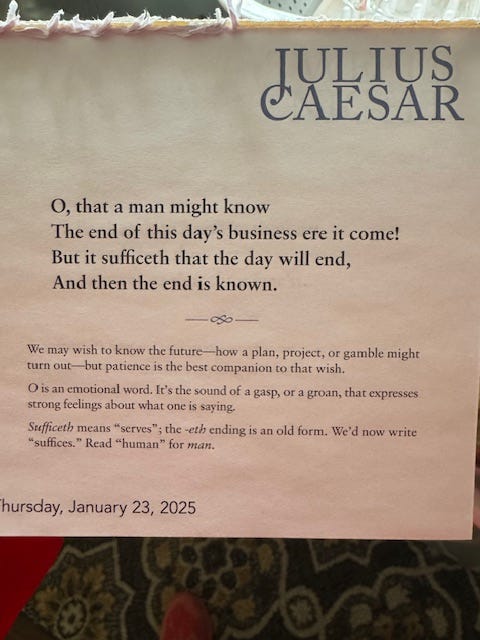 JULIUS
CAESAR
O, that a man might know
The end of this day's business ere it come!
But it sufficeth that the day will end,
And then the end is known.
We may wish to know the future—how a plan, project, or gamble might
turn out—but patience is the best companion to that wish.
O is an emotional word. It's the sound of a gasp, or a groan, that expresses
strong feelings about what one is saying.
Sufficeth means "serves"; the -eth ending is an old form. We'd now write
"suffices." Read "human" for man.
Thursday, January 23, 2025